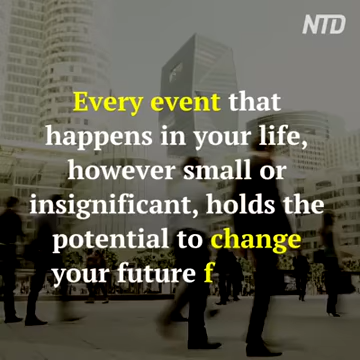 NTD
Every event that
happens in your life,
however small or
insignificant, holds the
potential to change
your future f